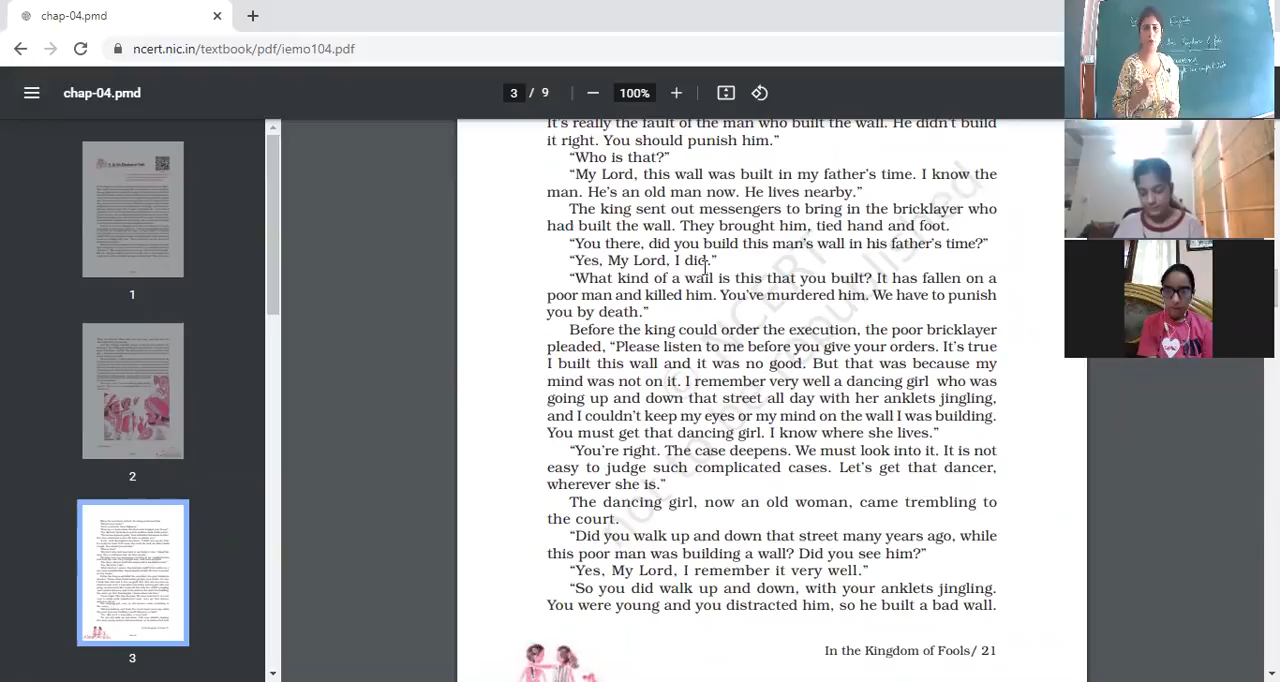 chap-04.pmd
ncert.nic.in/textbook/pdf/iemo104.pdf
chap-04.pmd
3 / 9
100%
It's really the fault of the man who built the wall. He didn't build
it right. You should punish him.”
“Who is that?”
“My Lord, this wall was built in my father's time. I know the
man. He's an old man now. He lives nearby.”
The king sent out messengers to bring in the bricklayer who
had built the wall. They brought him, tied hand and foot.
“You there, did you build this man's wall in his father's time?”
“Yes, My Lord, I did.”
“What kind of a wall is this that you built? It has fallen on a
poor man and killed him. You've murdered him. We have to punish
you by death.”
Before the king could order the execution, the poor bricklayer
pleaded, “Please listen to me before you give your orders. It's true
I built this wall and it was no good. But that was because my
mind was not on it. I remember very well a dancing girl who was
going up and down that street all day with her anklets jingling,
and I couldn't keep my eyes or my mind on the wall I was building.
You must get that dancing girl. I know where she lives.”
“You're right. The case deepens. We must look into it. It is not
easy to judge such complicated cases. Let's get that dancer,
wherever she is.”
The dancing girl, now an old woman, came trembling to
the court.
“Did you walk up and down that street many years ago, while
this poor man was building a wall? Did you see him?”
“Yes, My Lord, I remember it very well.”
“So you did walk up and down, with your anklets jingling.
You were young and you distracted him, so he built a bad wall.
In the Kingdom of Fools/ 21
1
2
3